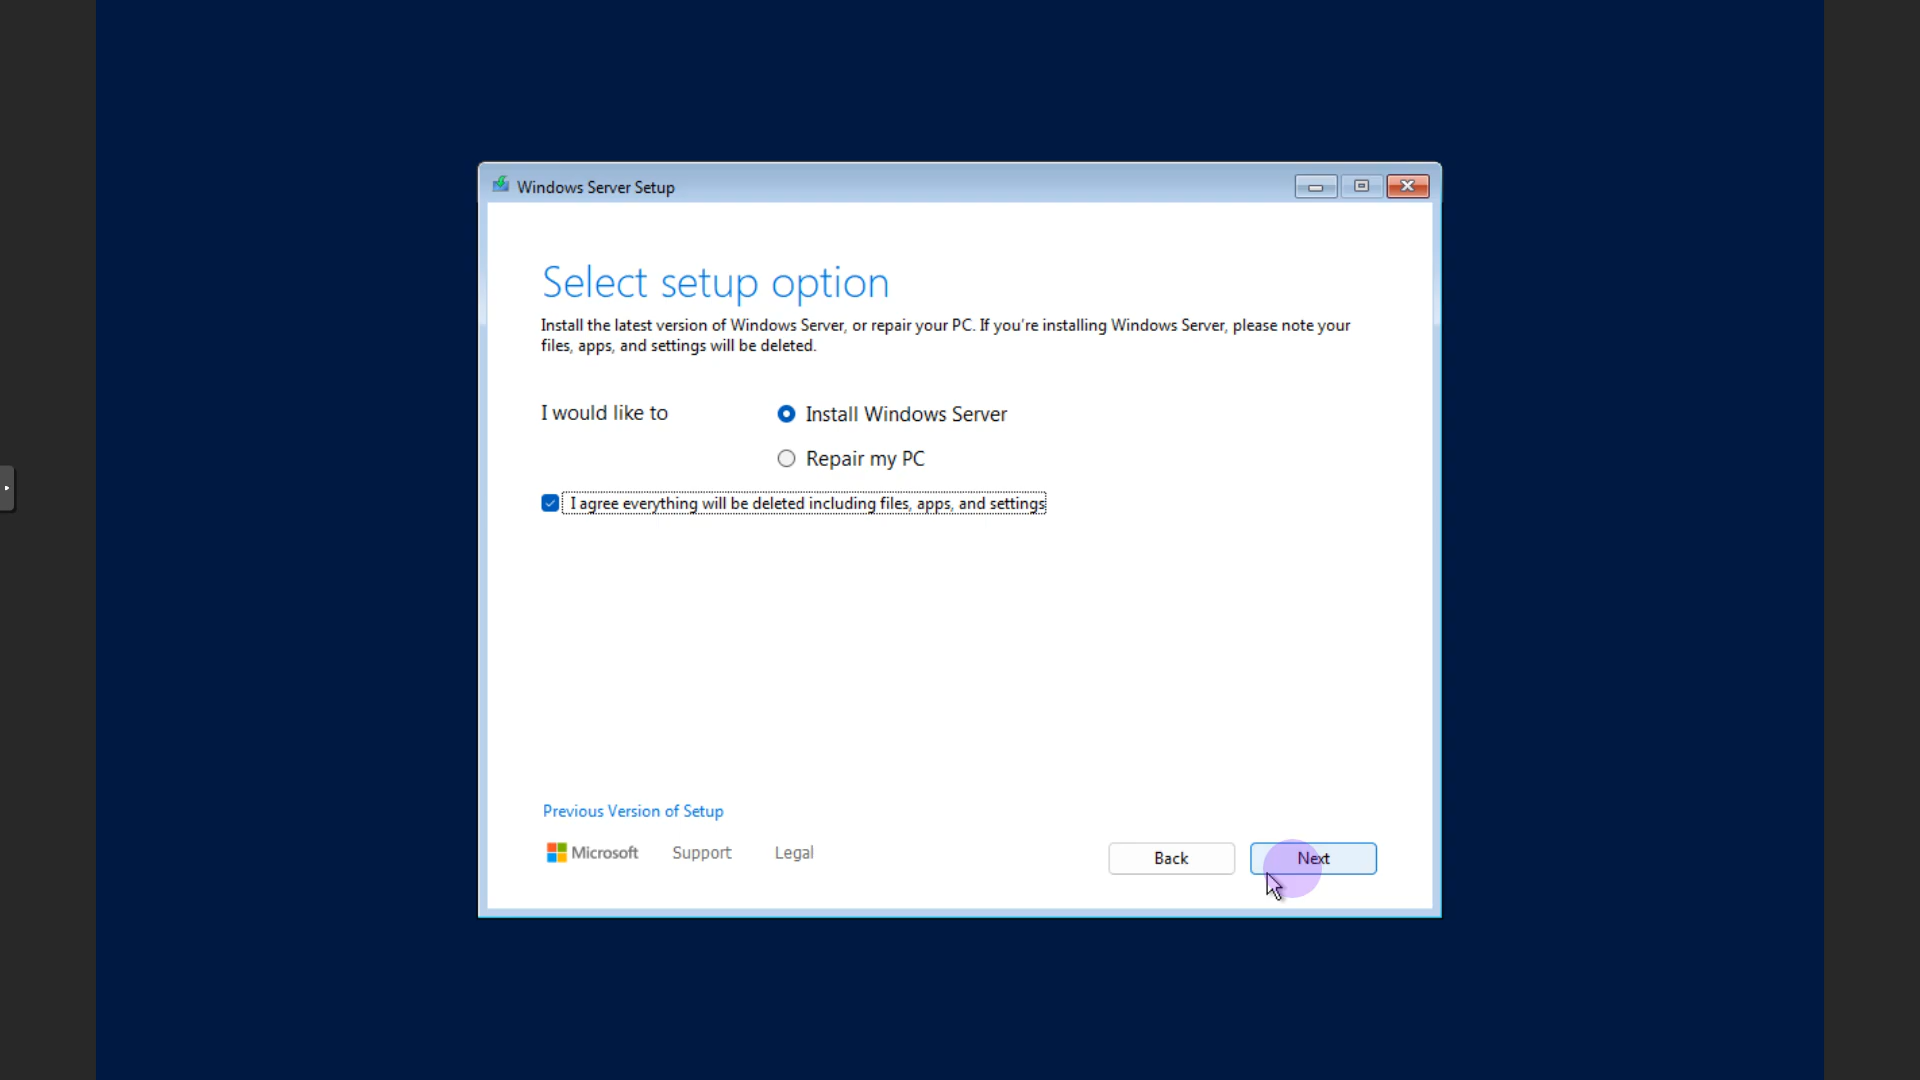 Windows Server Setup
Select setup option
Install the latest version of Windows Server, or repair your PC. If you're installing Windows Server, please note your
files, apps, and settings will be deleted.
I would like to
Install Windows Server
Repair my PC
I agree everything will be deleted including files, apps, and settings
Previous Version of Setup
Microsoft Support Legal
Back Next